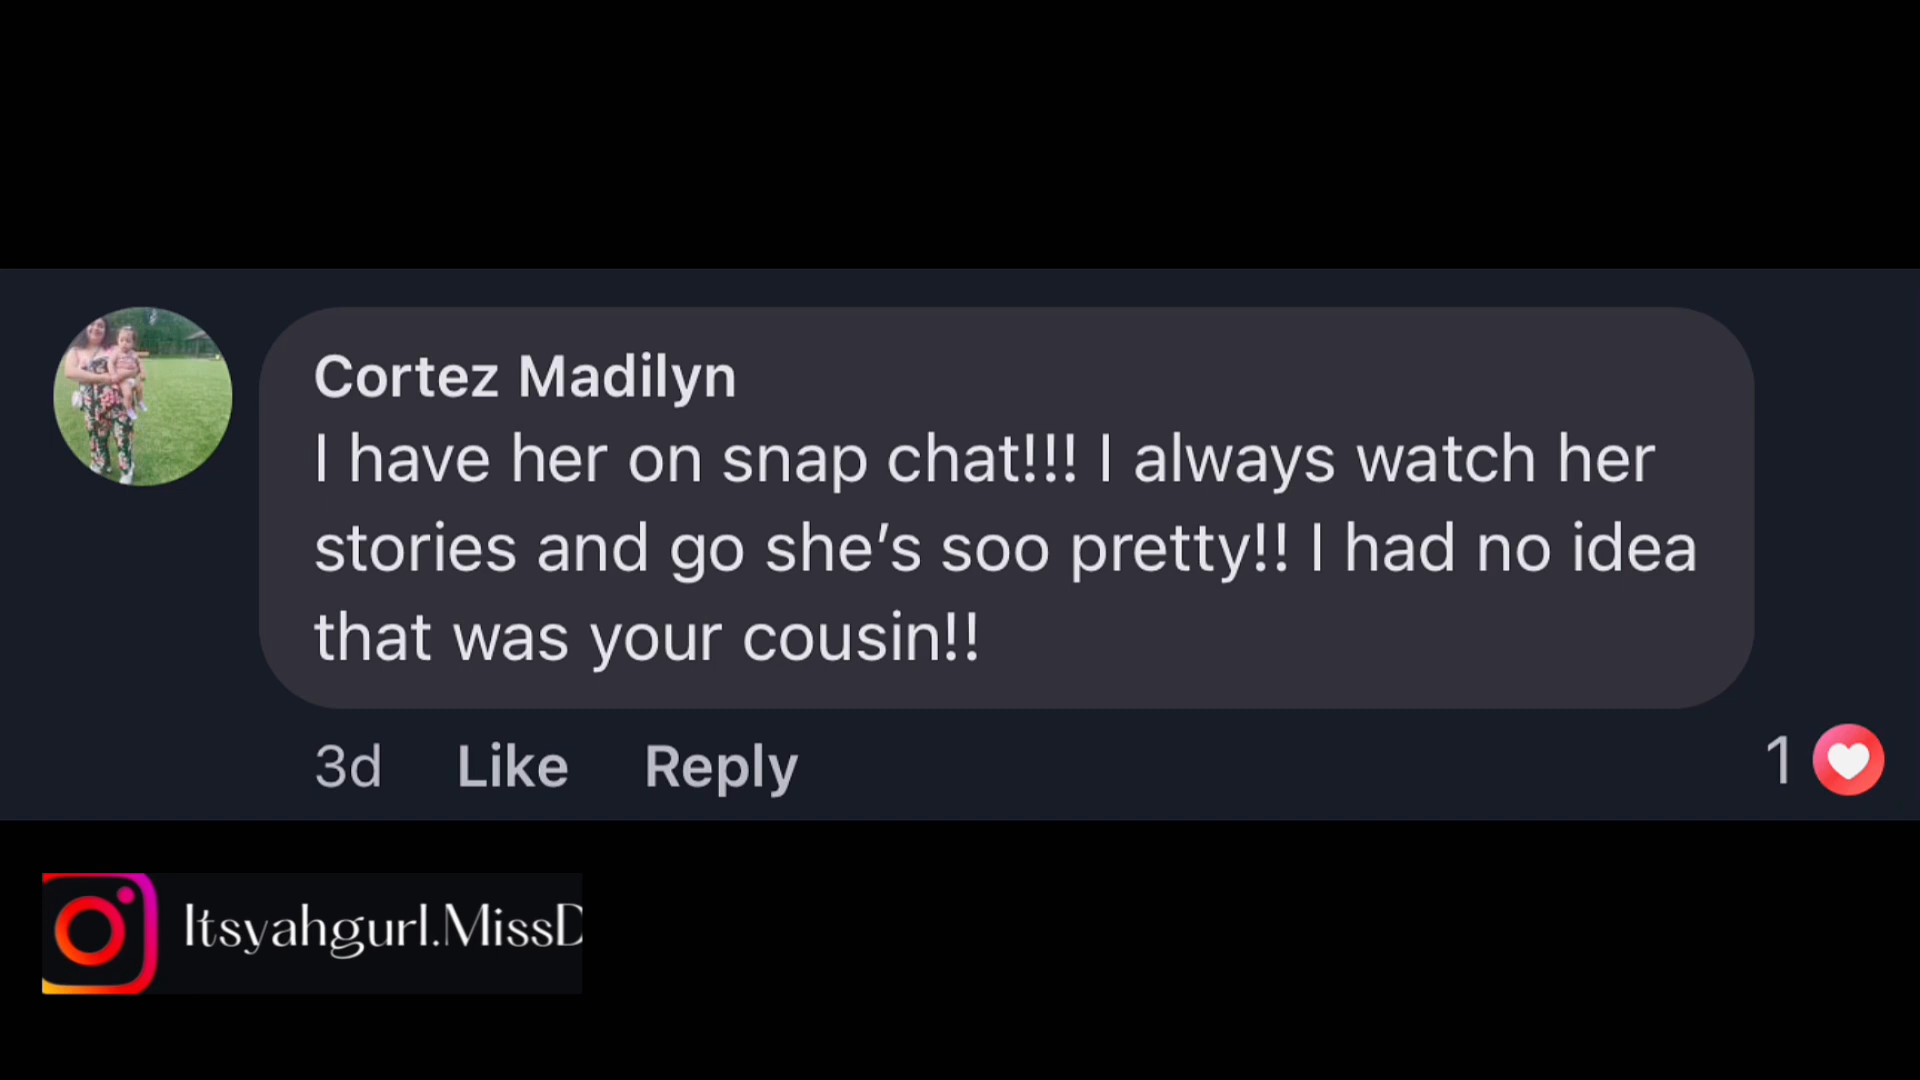 Cortez Madilyn
I have her on snap chat!!! I always watch her
stories and go she’s soo pretty!! I had no idea
that was your cousin!!
3d Like Reply 1
Itsyahgurl.MissD